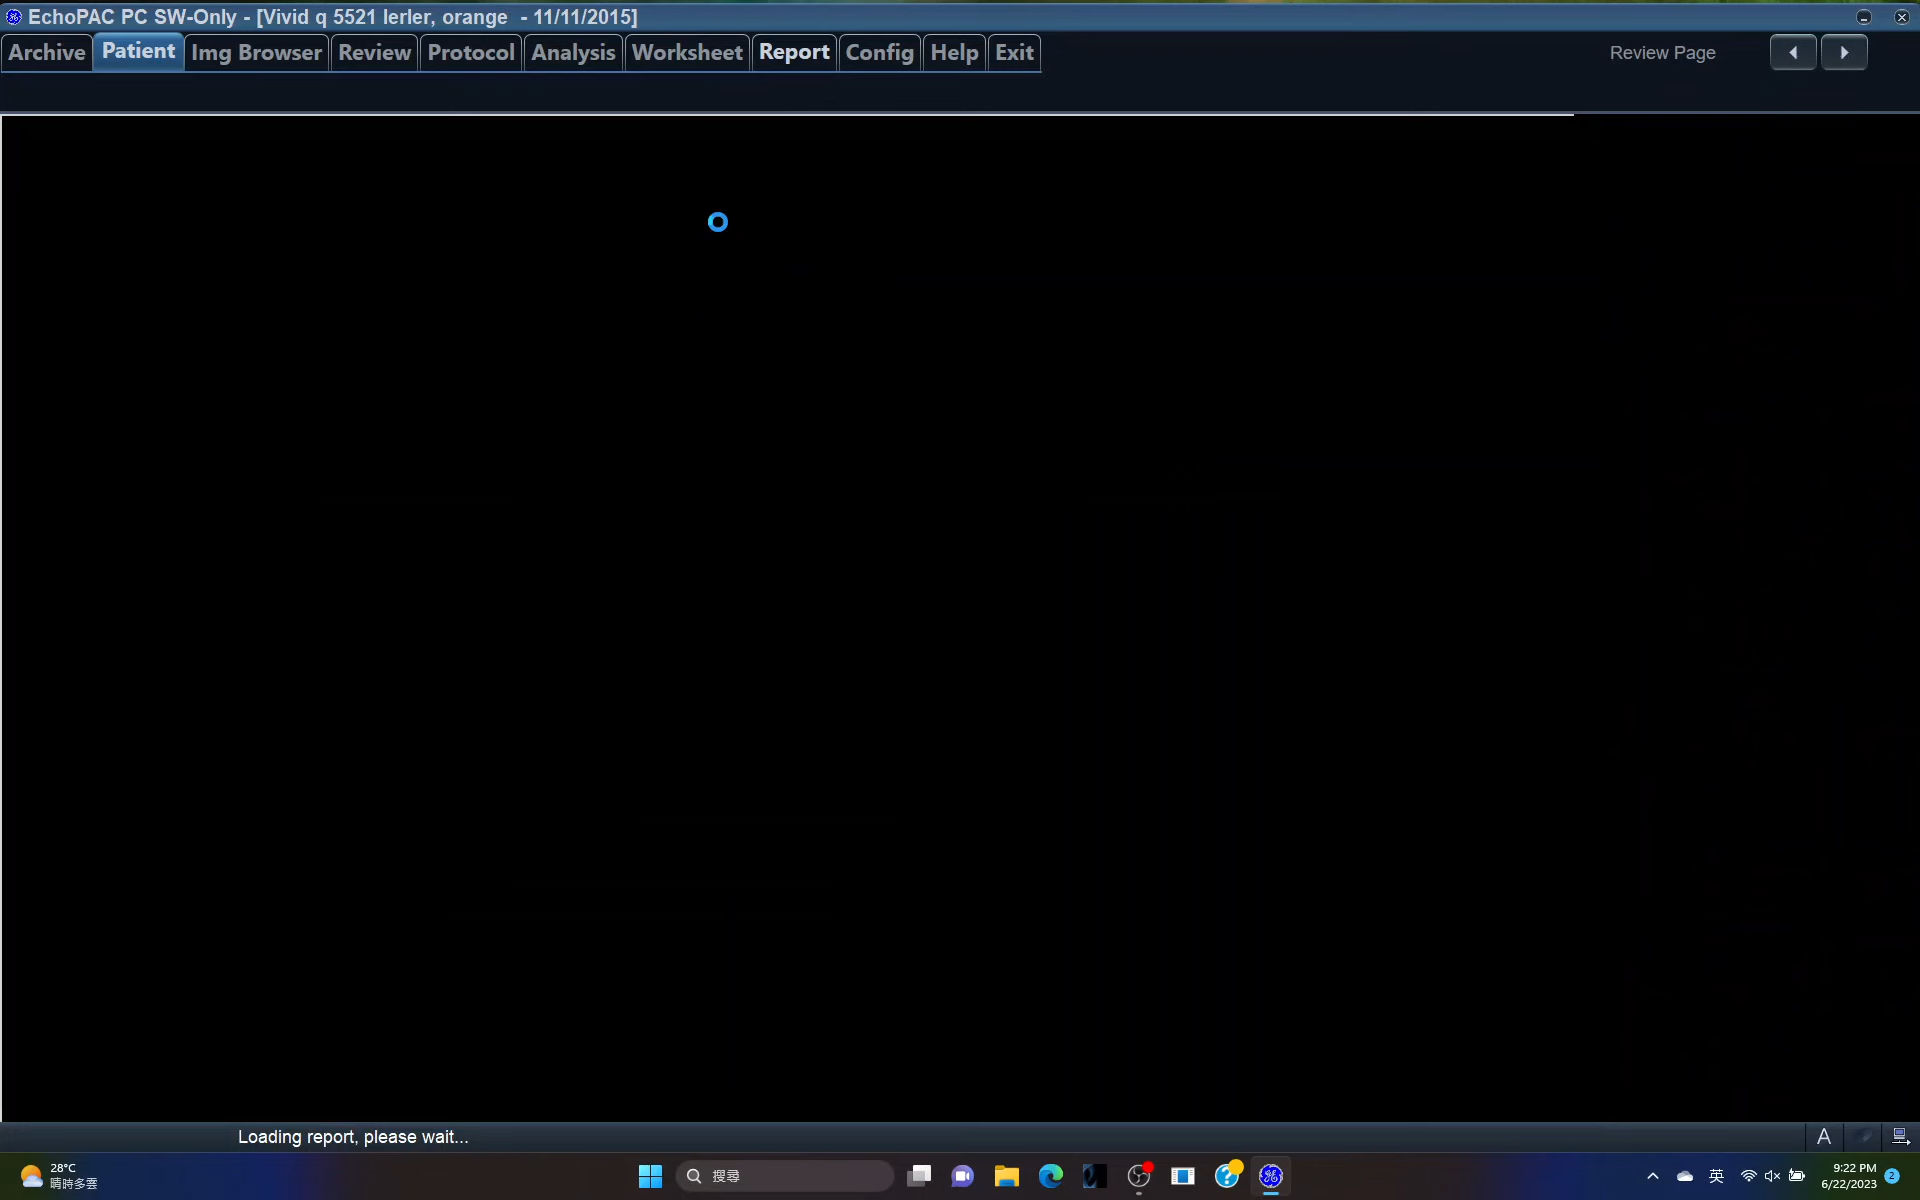 EchoPAC PC SW-Only - [Vivid q 5521 lerler, orange - 11/11/2015]
Archive Patient Img Browser Review Protocol Analysis Worksheet Report Config Help Exit Review Page
Loading report, please wait...
A
28°C
晴時多雲
搜尋
英
9:22 PM
6/22/2023
2